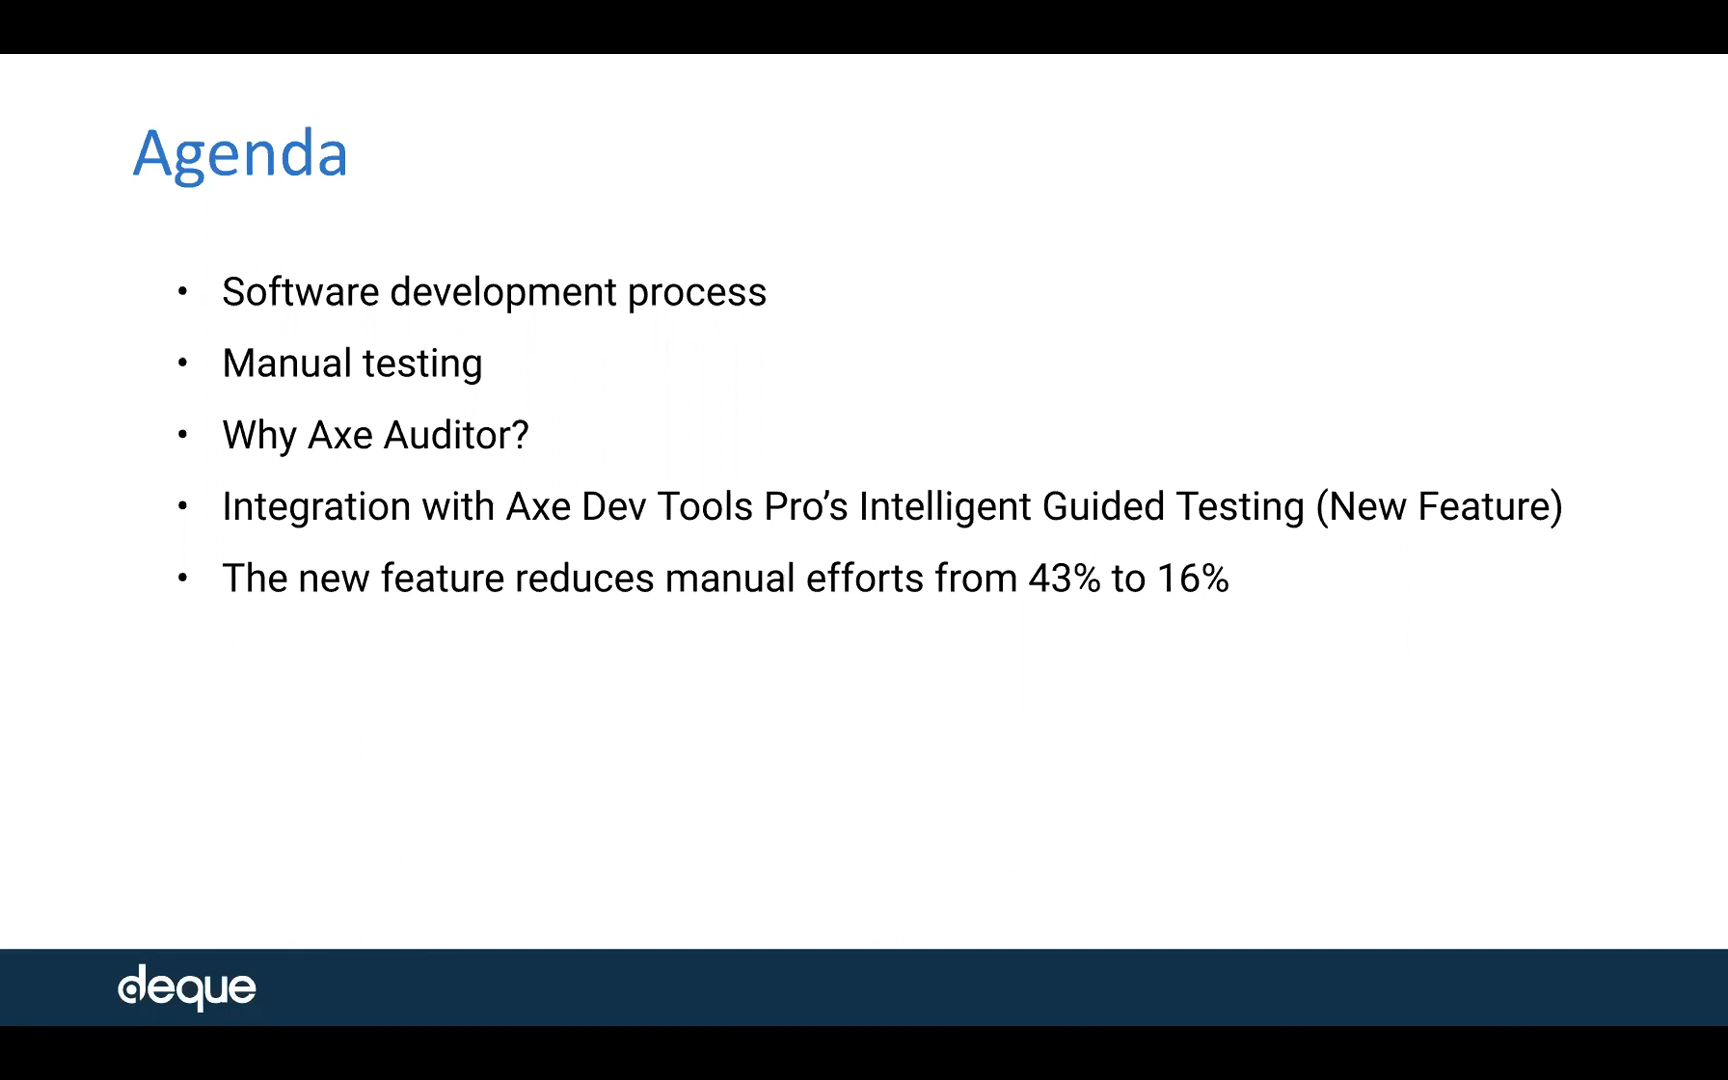 Agenda
• Software development process
• Manual testing
• Why Axe Auditor?
• Integration with Axe Dev Tools Pro’s Intelligent Guided Testing (New Feature)
• The new feature reduces manual efforts from 43% to 16%
deque